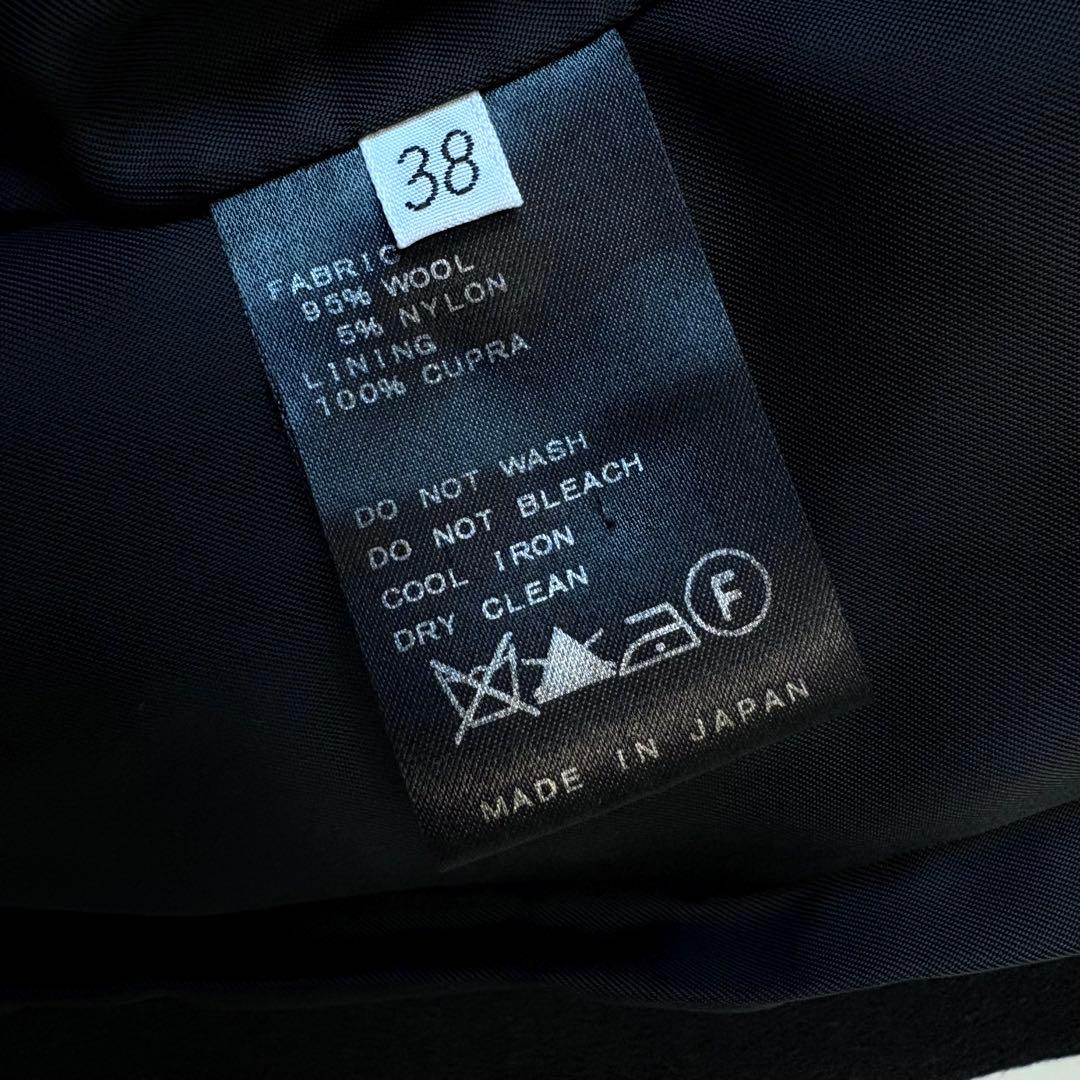 38
FABRIC
95% WOOL
5% NYLON
LINING
100% CUPRA
DO NOT WASH
DO NOT BLEACH
COOL IRON
DRY CLEAN
F
MADE IN JAPAN